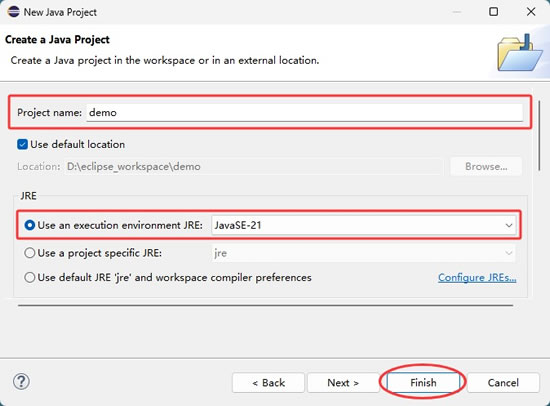 New Java Project
Create a Java Project
Create a Java project in the workspace or in an external location.
Project name: demo
Use default location
Location: D:\eclipse_workspace\demo Browse...
JRE
Use an execution environment JRE: JavaSE-21
Use a project specific JRE: jre
Use default JRE 'jre' and workspace compiler preferences Configure JREs...
? < Back Next > Finish Cancel